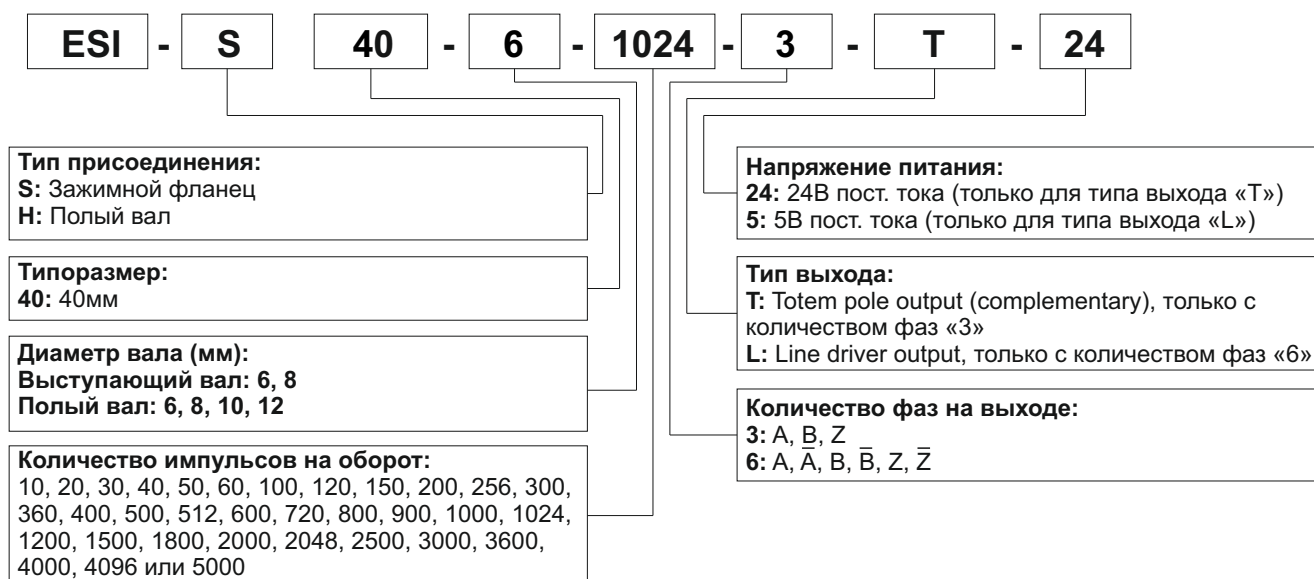 ESI - S 40 - 6 - 1024 - 3 - T - 24
Тип присоединения:
S: Зажимной фланец
H: Полый вал
Типоразмер:
40: 40мм
Диаметр вала (мм):
Выступающий вал: 6, 8
Полый вал: 6, 8, 10, 12
Количество импульсов на оборот:
10, 20, 30, 40, 50, 60, 100, 120, 150, 200, 256, 300,
360, 400, 500, 512, 600, 720, 800, 900, 1000, 1024,
1200, 1500, 1800, 2000, 2048, 2500, 3000, 3600,
4000, 4096 или 5000
Напряжение питания:
24: 24В пост. тока (только для типа выхода «T»)
5: 5В пост. тока (только для типа выхода «L»)
Тип выхода:
T: Totem pole output (complementary), только с
количеством фаз «3»
L: Line driver output, только с количеством фаз «6»
Количество фаз на выходе:
3: A, B, Z
6: A, A̅, B, B̅, Z, Z̅